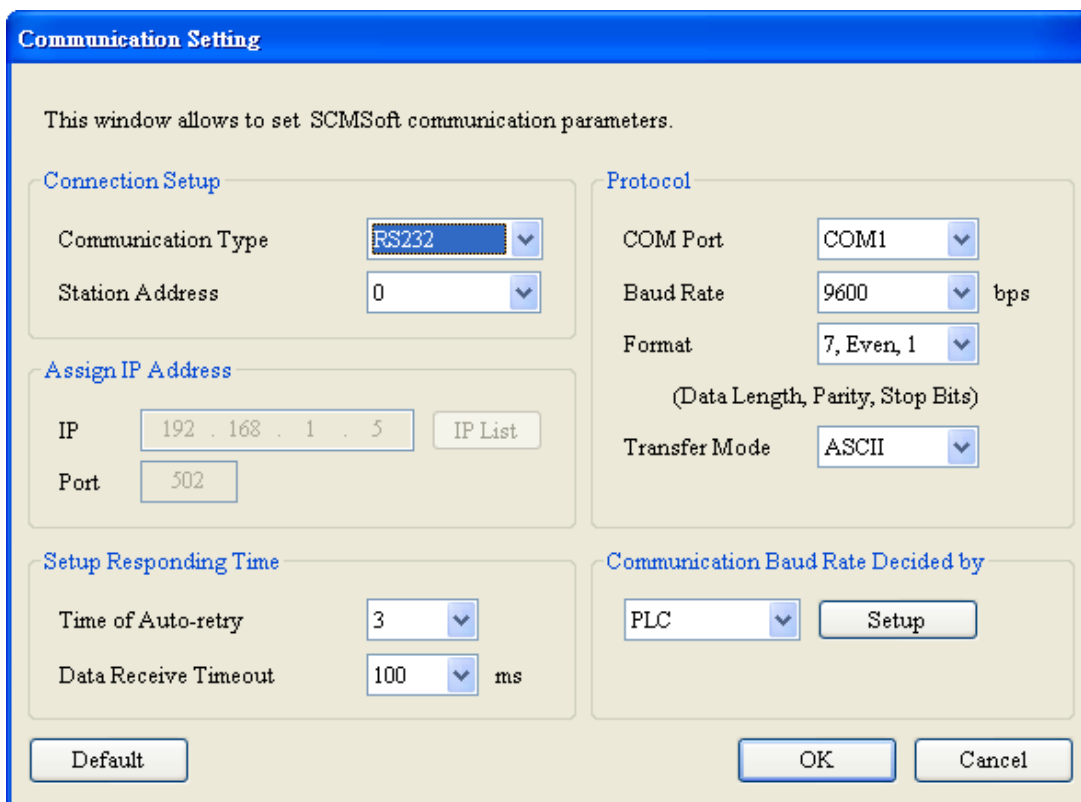 Communication Setting
This window allows to set SCMSoft communication parameters.
Connection Setup
Communication Type RS232
Station Address 0
Assign IP Address
IP 192 . 168 . 1 . 5 IP List
Port 502
Setup Responding Time
Time of Auto-retry 3
Data Receive Timeout 100 ms
Protocol
COM Port COM1
Baud Rate 9600 bps
Format 7, Even, 1
(Data Length, Parity, Stop Bits)
Transfer Mode ASCII
Communication Baud Rate Decided by
PLC Setup
Default OK Cancel